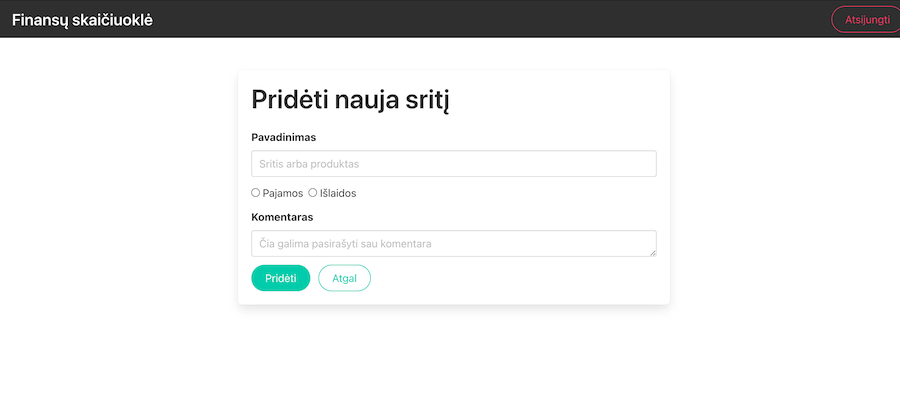 Finansų skaičiuoklė
Atsijungti
Pridėti nauja sritį
Pavadinimas
Sritis arba produktas
Pajamos Išlaidos
Komentaras
Čia galima pasirašyti sau komentara
Pridėti Atgal